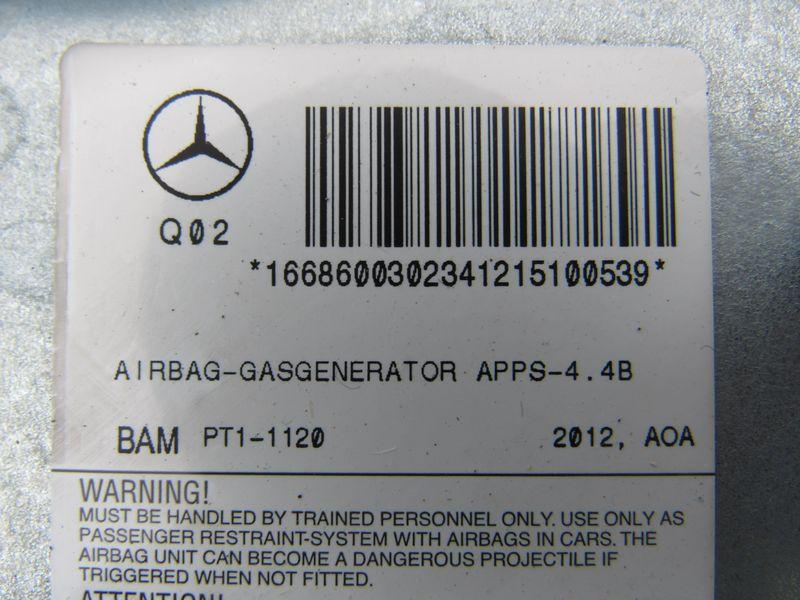 Q02
*1668600302341215100539*
AIRBAG-GASGENERATOR APPS-4.4B
BAM PT1-1120 2012, AOA
WARNING!
MUST BE HANDLED BY TRAINED PERSONNEL ONLY. USE ONLY AS
PASSENGER RESTRAINT-SYSTEM WITH AIRBAGS IN CARS. THE
AIRBAG UNIT CAN BECOME A DANGEROUS PROJECTILE IF
TRIGGERED WHEN NOT FITTED.
ATTENTION!